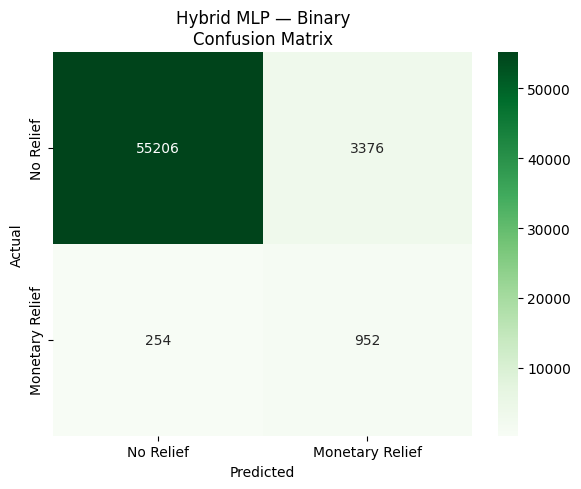 Hybrid MLP — Binary
Confusion Matrix
No Relief
55206
3376
Actual
Monetary Relief
254
952
No Relief
Monetary Relief
Predicted
50000
40000
30000
20000
10000